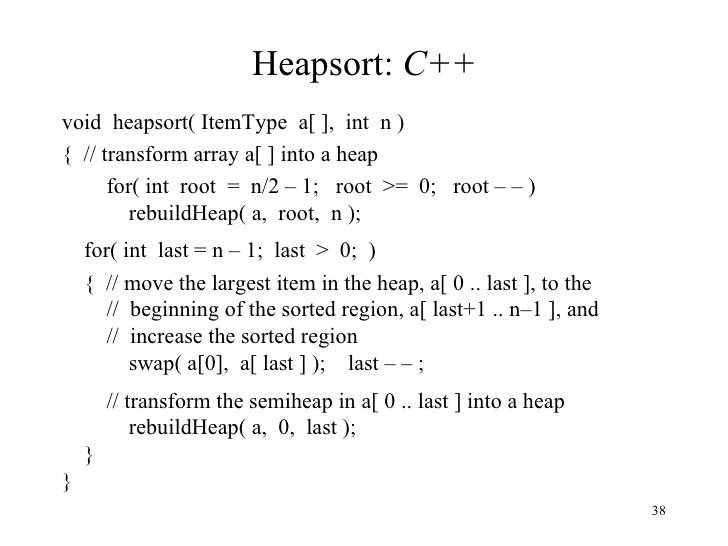 Heapsort: C++
void heapsort( ItemType a[ ], int n )
{ // transform array a[ ] into a heap
for( int root = n/2 – 1; root >= 0; root – – )
rebuildHeap( a, root, n );
for( int last = n – 1; last > 0; )
{ // move the largest item in the heap, a[ 0 .. last ], to the
// beginning of the sorted region, a[ last+1 .. n–1 ], and
// increase the sorted region
swap( a[0], a[ last ] ); last – – ;
// transform the semiheap in a[ 0 .. last ] into a heap
rebuildHeap( a, 0, last );
}
}
38